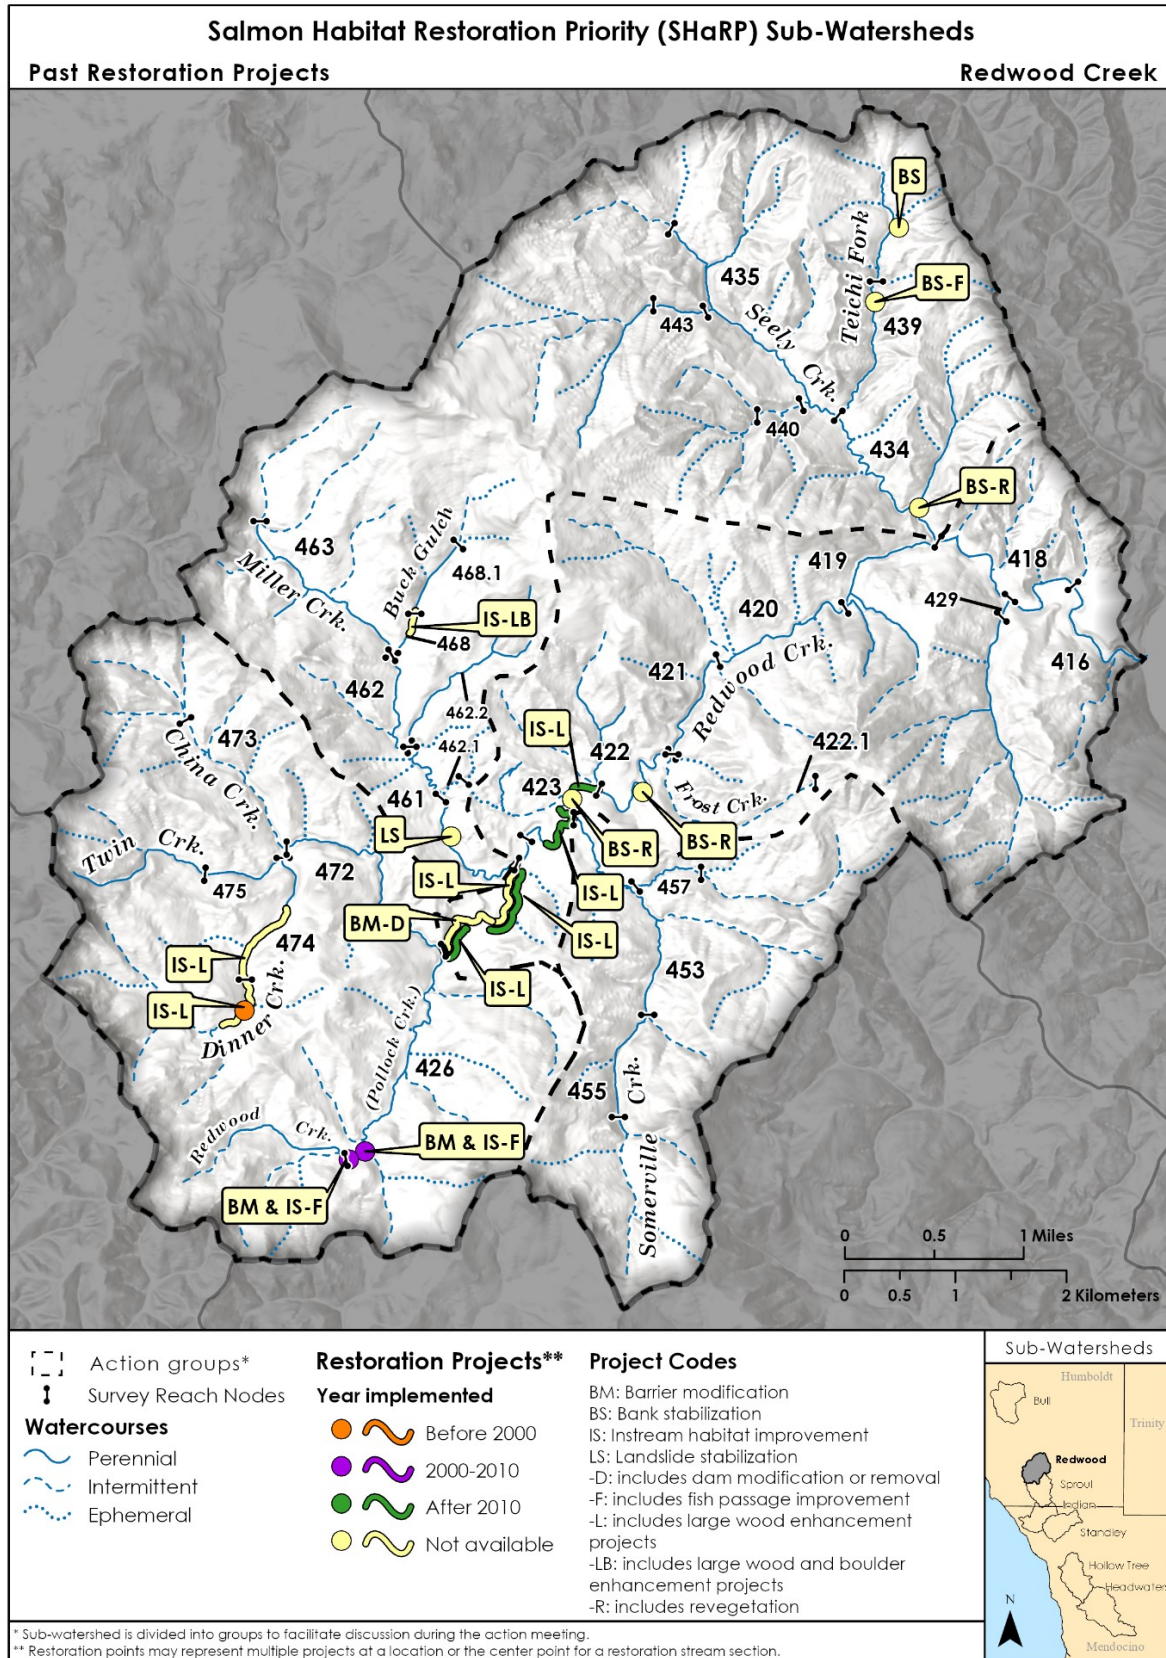 Salmon Habitat Restoration Priority (SHaRP) Sub-Watersheds
Past Restoration Projects
Redwood Creek
BS
Teichi Fork
435
BS-F
443
Seely Crk.
439
440
434
BS-R
463
Buck Gulch
468.1
419
418
Miller Crk.
429
420
IS-LB
468
421
Redwood Crk.
416
462
462.2
IS-L
473
China Crk.
462.1
422
422.1
461
423
Frost Crk.
LS
BS-R
BS-R
Twin Crk.
472
475
IS-L
457
IS-L
BM-D
IS-L
474
IS-L
453
IS-L
IS-L
Dinner Crk.
(Pollock Crk.)
426
455
Somerville Crk.
Redwood Crk.
BM & IS-F
BM & IS-F
0 0.5 1 Miles
0 0.5 1 2 Kilometers
Action groups*
Survey Reach Nodes
Watercourses
Perennial
Intermittent
Ephemeral
Restoration Projects**
Year implemented
Before 2000
2000-2010
After 2010
Not available
Project Codes
BM: Barrier modification
BS: Bank stabilization
IS: Instream habitat improvement
LS: Landslide stabilization
-D: includes dam modification or removal
-F: includes fish passage improvement
-L: includes large wood enhancement
projects
-LB: includes large wood and boulder
enhancement projects
-R: includes revegetation
Sub-Watersheds
Humboldt
Bull
Trinity
Redwood
Sproul
Indian
Standley
Hollow Tree
Headwaters
N
Mendocino
* Sub-watershed is divided into groups to facilitate discussion during the action meeting.
** Restoration points may represent multiple projects at a location or the center point for a restoration stream section.